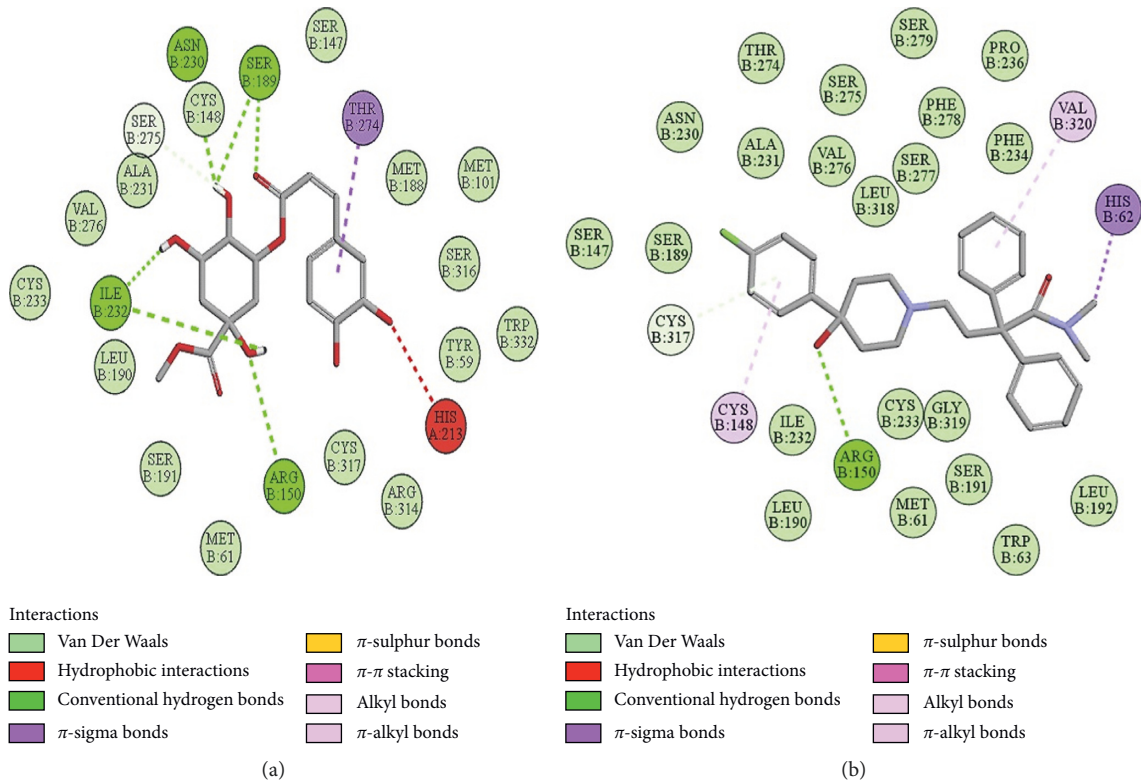 SER
B:147
ASN
B:230
SER
B:189
CYS
B:148
SER
B:275
THR
B:274
ALA
B:231
MET
B:188
MET
B:101
VAL
B:276
SER
B:316
CYS
B:233
ILE
B:232
TRP
B:332
TYR
B:59
LEU
B:190
HIS
A:213
SER
B:191
CYS
B:317
ARG
B:150
ARG
B:314
MET
B:61
Interactions
Van Der Waals
Hydrophobic interactions
Conventional hydrogen bonds
π-sigma bonds
π-sulphur bonds
π-π stacking
Alkyl bonds
π-alkyl bonds
(a)
SER
B:279
THR
B:274
PRO
B:236
SER
B:275
PHE
B:278
VAL
B:320
ASN
B:230
ALA
B:231
VAL
B:276
SER
B:277
PHE
B:234
LEU
B:318
HIS
B:62
SER
B:147
SER
B:189
CYS
B:317
CYS
B:148
ILE
B:232
CYS
B:233
GLY
B:319
ARG
B:150
SER
B:191
LEU
B:190
MET
B:61
LEU
B:192
TRP
B:63
Interactions
Van Der Waals
Hydrophobic interactions
Conventional hydrogen bonds
π-sigma bonds
π-sulphur bonds
π-π stacking
Alkyl bonds
π-alkyl bonds
(b)